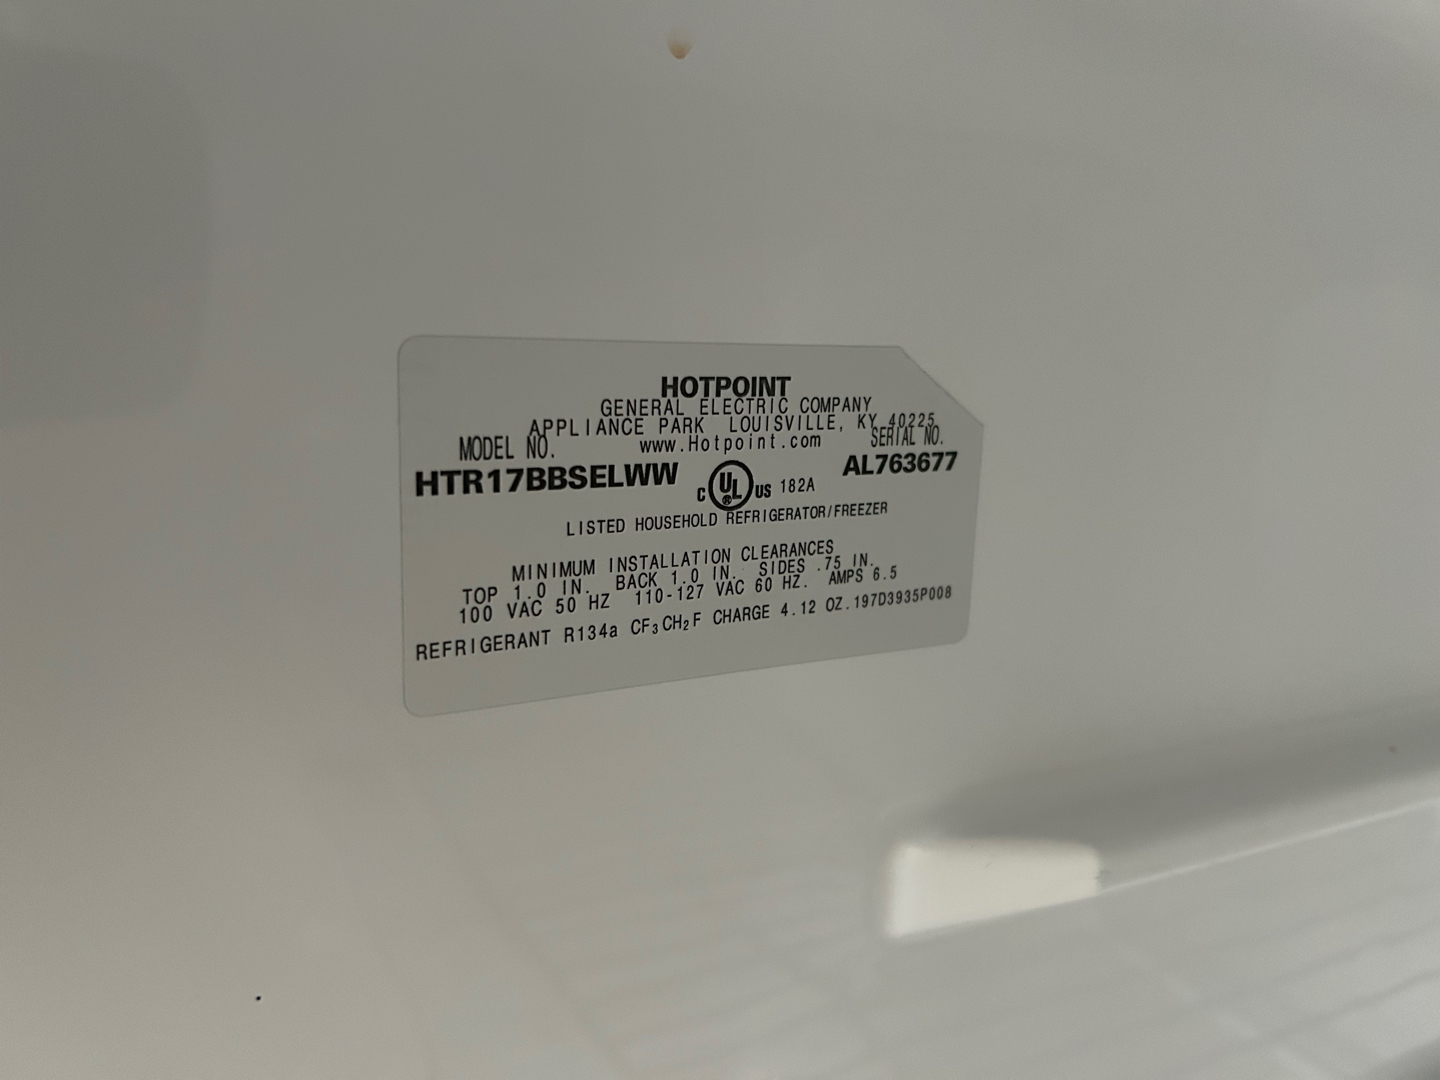 HOTPOINT
GENERAL ELECTRIC COMPANY
APPLIANCE PARK LOUISVILLE, KY 40225
MODEL NO. www.Hotpoint.com SERIAL NO.
HTR17BBSELWW C UL ® US 182A AL763677
LISTED HOUSEHOLD REFRIGERATOR/FREEZER
MINIMUM INSTALLATION CLEARANCES
TOP 1.0 IN. BACK 1.0 IN. SIDES .75 IN.
100 VAC 50 HZ 110-127 VAC 60 HZ. AMPS 6.5
REFRIGERANT R134a CF₃CH₂F CHARGE 4.12 OZ. 197D3935P008